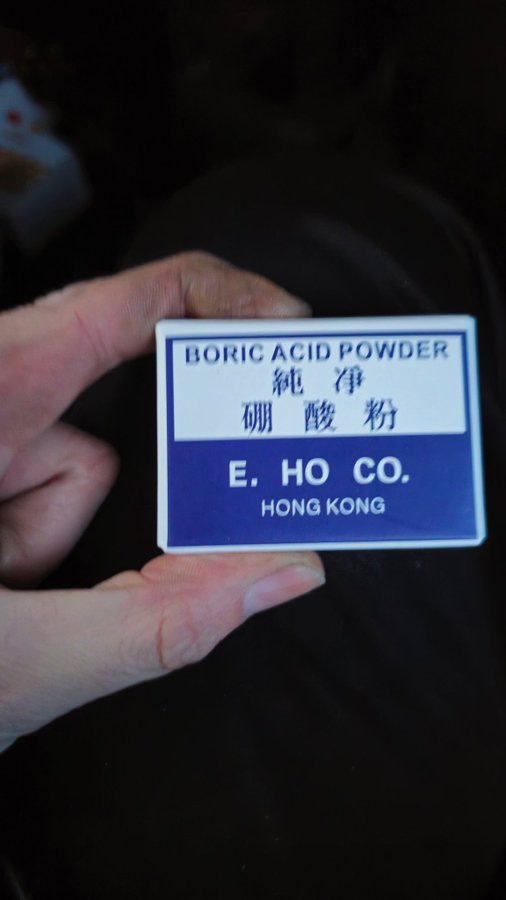 BORIC ACID POWDER
純淨
硼酸粉
E. HO CO.
HONG KONG